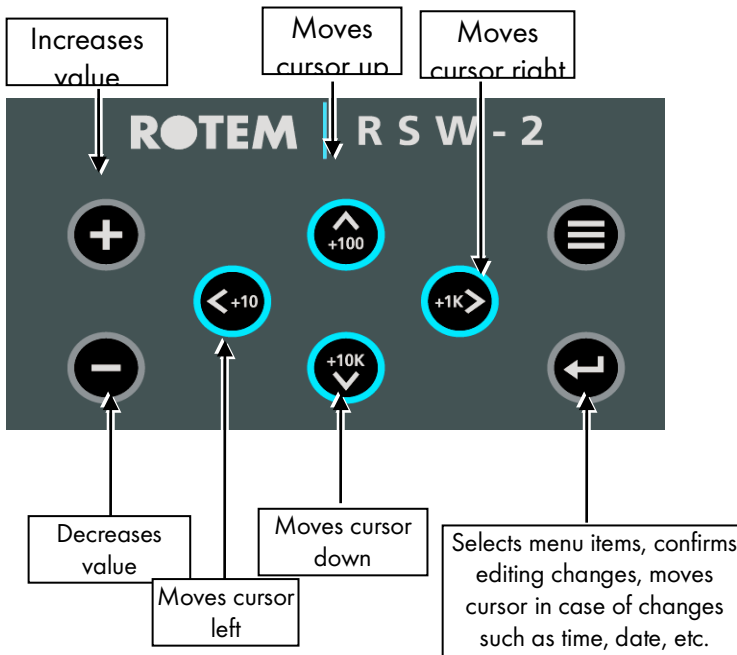 Increases
value
Moves
cursor up
Moves
cursor right
ROTEM | RSW-2
+100
+10
+1K
+10K
Decreases
value
Moves cursor
left
Moves cursor
down
Selects menu items, confirms
editing changes, moves
cursor in case of changes
such as time, date, etc.